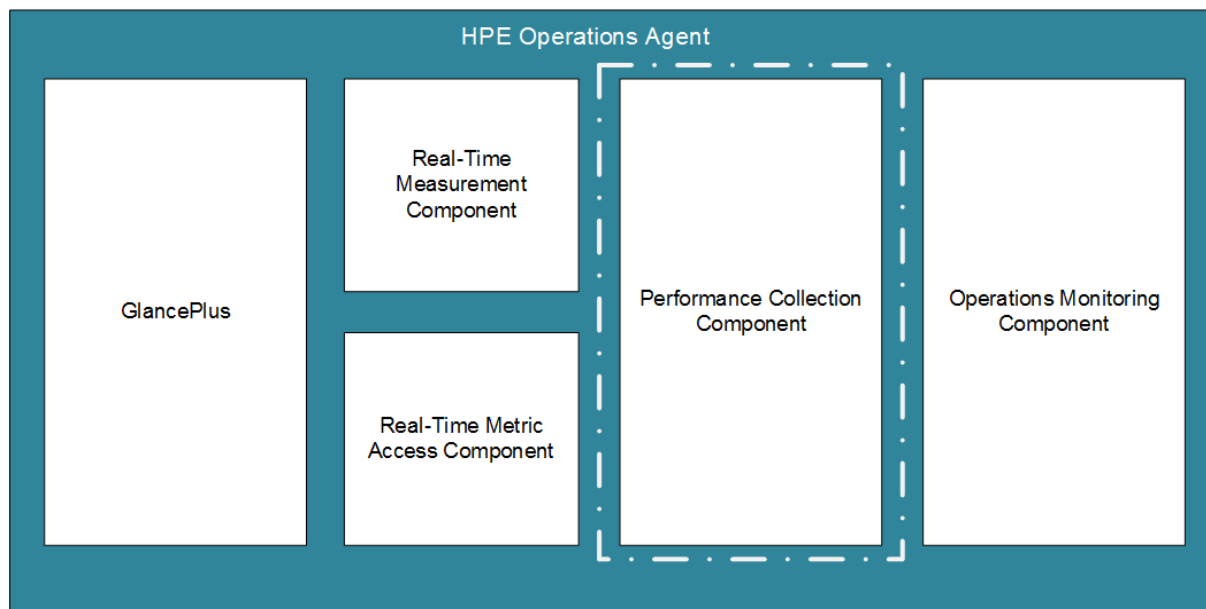 HPE Operations Agent
GlancePlus
Real-Time
Measurement
Component
Real-Time Metric
Access Component
Performance Collection
Component
Operations Monitoring
Component